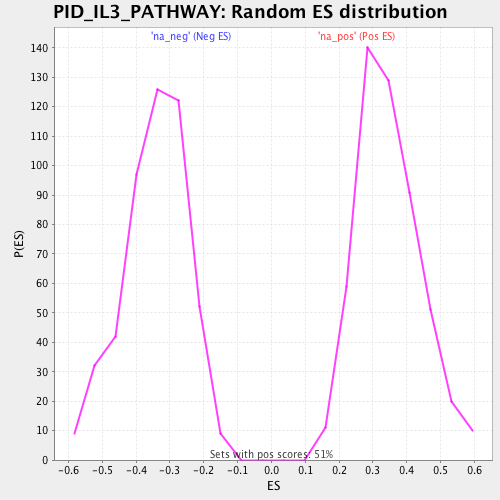 PID_IL3_PATHWAY: Random ES distribution
'na_neg' (Neg ES) 'na_pos' (Pos ES)
140
130
120
110
100
90
80
70
60
50
40
30
20
10
0
P(ES)
Sets with pos scores: 51%
-0.6 -0.5 -0.4 -0.3 -0.2 -0.1 0.0 0.1 0.2 0.3 0.4 0.5 0.6
ES